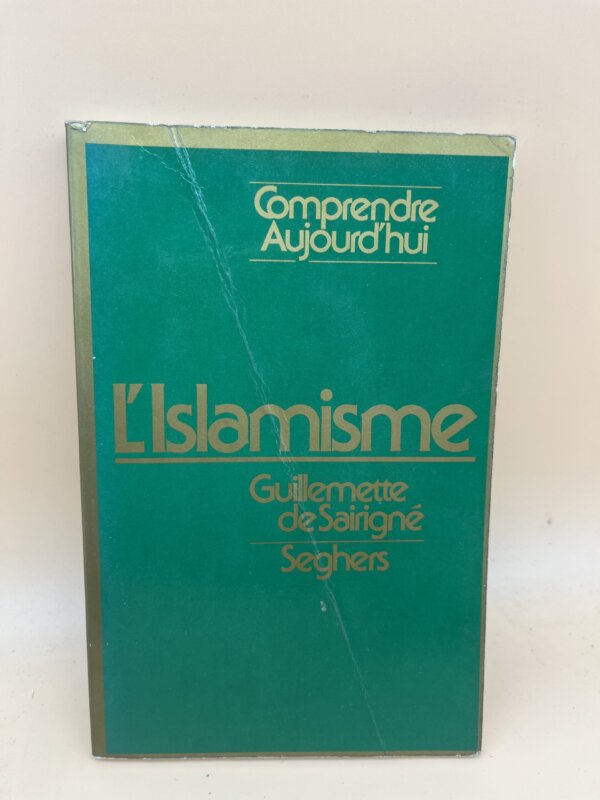 Comprendre
Aujourd'hui
L'Islamisme
Guillemette
de Sairigné
Seghers